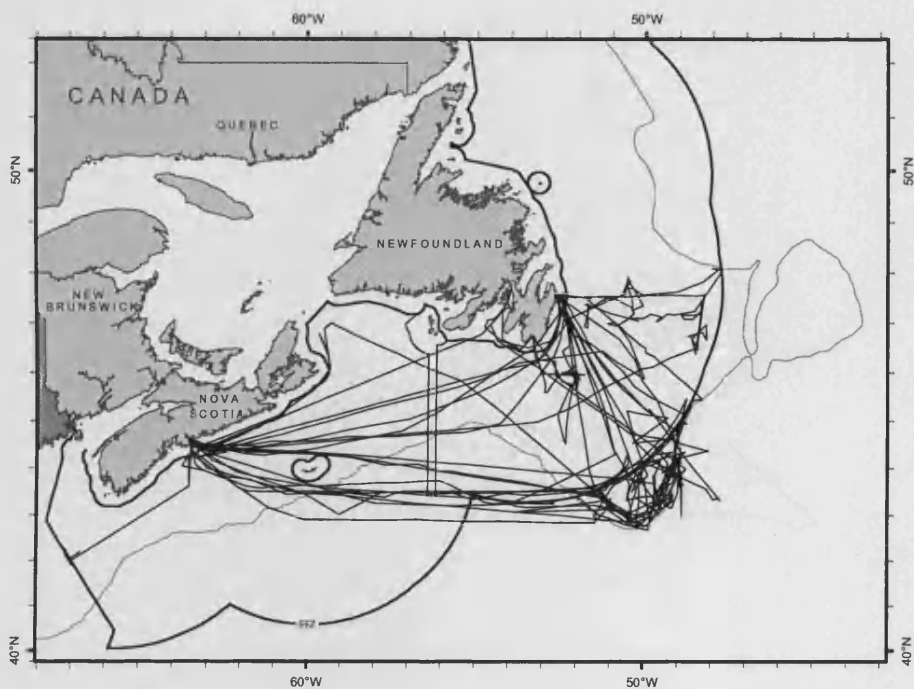 60°W
50°W
CANADA
QUEBEC
50°N
50°N
NEWFOUNDLAND
NEW
BRUNSWICK
NOVA
SCOTIA
EEZ
40°N
40°N
60°W
50°W